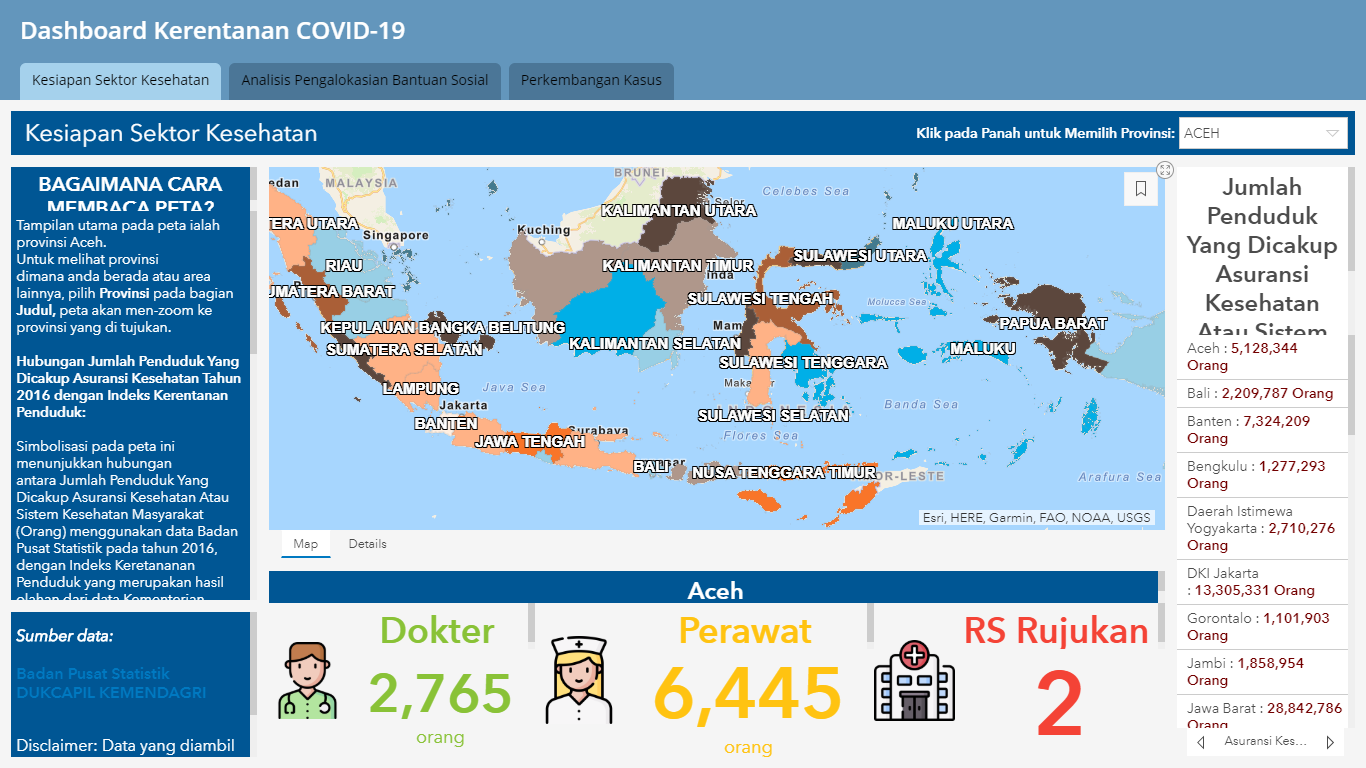 Dashboard Kerentanan COVID-19
Kesiapan Sektor Kesehatan
Analisis Pengalokasian Bantuan Sosial
Perkembangan Kasus
Kesiapan Sektor Kesehatan
Klik pada Panah untuk Memilih Provinsi:
ACEH
BAGAIMANA CARA
MEMBACA PETA?
Tampilan utama pada peta ialah
provinsi Aceh.
Untuk melihat provinsi
dimana anda berada atau area
lainnya, pilih Provinsi pada bagian
Judul, peta akan men-zoom ke
provinsi yang di tujukan.
Hubungan Jumlah Penduduk Yang
Dicakup Asuransi Kesehatan Tahun
2016 dengan Indeks Kerentanan
Penduduk:
Simbolisasi pada peta ini
menunjukkan hubungan
antara Jumlah Penduduk Yang
Dicakup Asuransi Kesehatan Atau
Sistem Kesehatan Masyarakat
(Orang) menggunakan data Badan
Pusat Statistik pada tahun 2016,
dengan Indeks Keretananan
Penduduk yang merupakan hasil
olahan dari data Kementerian
Sumber data:
Badan Pusat Statistik
DUKCAPIL KEMENDAGRI
Disclaimer: Data yang diambil
edan
MALAYSIA
BRUNEI
Celebes Sea
KALIMANTAN UTARA
TERA UTARA
Singapore
Kuching
MALUKU UTARA
RIAU
KALIMANTAN TIMUR
SULAWESI UTARA
UMATERA BARAT
SULAWESI TENGAH
Molucca Sea
KEPULAUAN BANGKA BELITUNG
Mam
PAPUA BARAT
SUMATERA SELATAN
KALIMANTAN SELATAN
MALUKU
SULAWESI TENGGARA
LAMPUNG
Java Sea
Jakarta
Banda Sea
SULAWESI SELATAN
BANTEN
Surabaya
JAWA TENGAH
Flores Sea
BALI
NUSA TENGGARA TIMUR
OR-LESTE
Arafura Sea
Esri, HERE, Garmin, FAO, NOAA, USGS
Map
Details
Aceh
Dokter
2,765
orang
Perawat
6,445
orang
RS Rujukan
2
Jumlah
Penduduk
Yang Dicakup
Asuransi
Kesehatan
Atau Sistem
Aceh : 5,128,344
Orang
Bali : 2,209,787 Orang
Banten : 7,324,209
Orang
Bengkulu : 1,277,293
Orang
Daerah Istimewa
Yogyakarta : 2,710,276
Orang
DKI Jakarta
: 13,305,331 Orang
Gorontalo : 1,101,903
Orang
Jambi : 1,858,954
Orang
Jawa Barat : 28,842,786
Orang
Asuransi Kes...